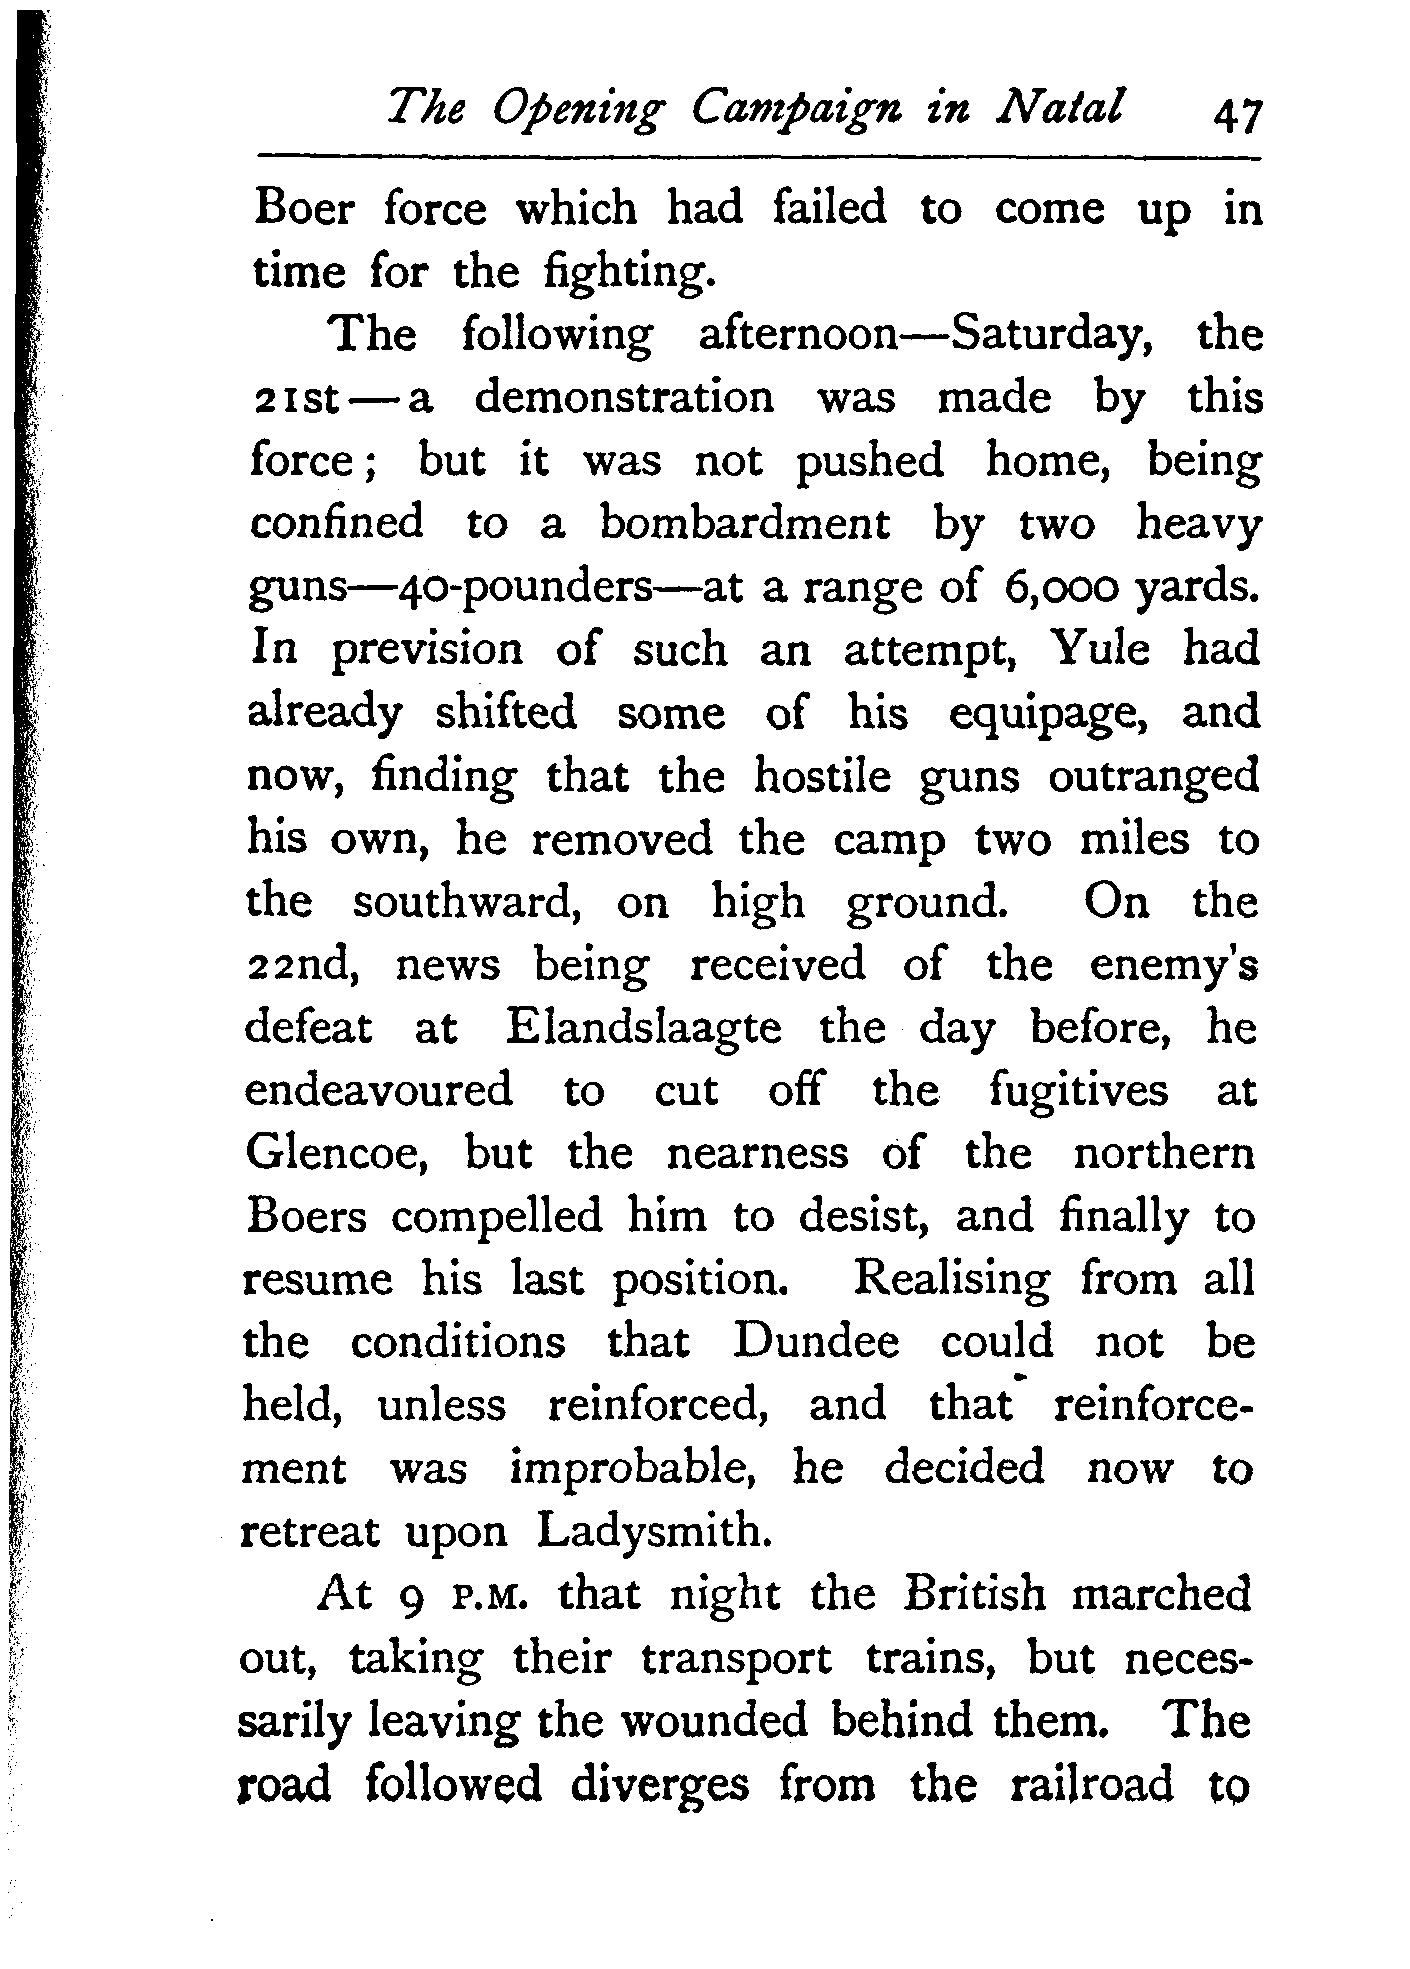 The Opening Campaign in Natal 47
Boer force which had failed to come up in
time for the fighting.
The following afternoon—Saturday, the
21st—a demonstration was made by this
force; but it was not pushed home, being
confined to a bombardment by two heavy
guns—40-pounders—at a range of 6,000 yards.
In prevision of such an attempt, Yule had
already shifted some of his equipage, and
now, finding that the hostile guns outranged
his own, he removed the camp two miles to
the southward, on high ground. On the
22nd, news being received of the enemy's
defeat at Elandslaagte the day before, he
endeavoured to cut off the fugitives at
Glencoe, but the nearness of the northern
Boers compelled him to desist, and finally to
resume his last position. Realising from all
the conditions that Dundee could not be
held, unless reinforced, and that reinforce-
ment was improbable, he decided now to
retreat upon Ladysmith.
At 9 P.M. that night the British marched
out, taking their transport trains, but neces-
sarily leaving the wounded behind them. The
road followed diverges from the railroad to